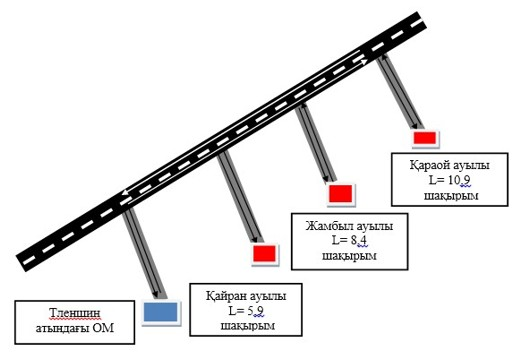 Қараой ауылы
L= 10,9
шақырым
Жамбыл ауылы
L= 8,4
шақырым
Қайран ауылы
L= 5,9
шақырым
Тленшин
атындағы ОМ